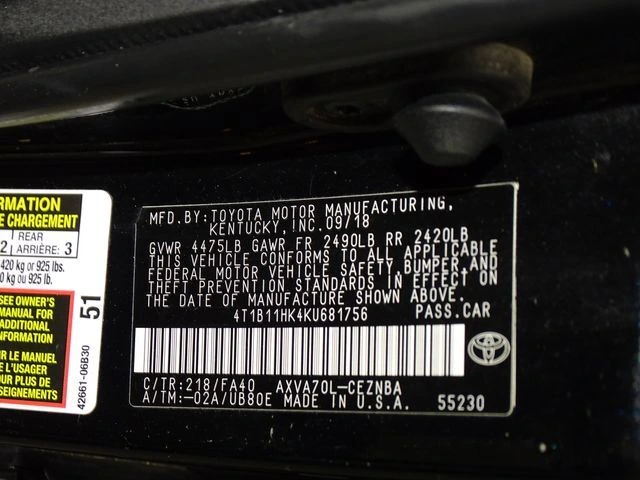 RMATION
E CHARGEMENT
2 REAR
ARRIÈRE: 3
420 kg or 925 lbs.
0 kg ou 925 lb.
SEE OWNER'S
MANUAL FOR
ADDITIONAL
FORMATION
IR LE MANUEL
E L'USAGER
PLUS DE
SEIGNEMENTS
51
42661-06B30
MFD.BY:TOYOTA MOTOR MANUFACTURING,
KENTUCKY,INC.09/18
GVWR 4475LB GAWR FR 2490LB RR 2420LB
THIS VEHICLE CONFORMS TO ALL APPLICABLE
FEDERAL MOTOR VEHICLE SAFETY,BUMPER,AND
THEFT PREVENTION STANDARDS IN EFFECT ON
THE DATE OF MANUFACTURE SHOWN ABOVE.
4T1B11HK4KU681756 PASS.CAR
C/TR:218/FA40 AXVA70L-CEZNBA
A/TM:-02A/UB80E MADE IN U.S.A. 55230
TOYOTA